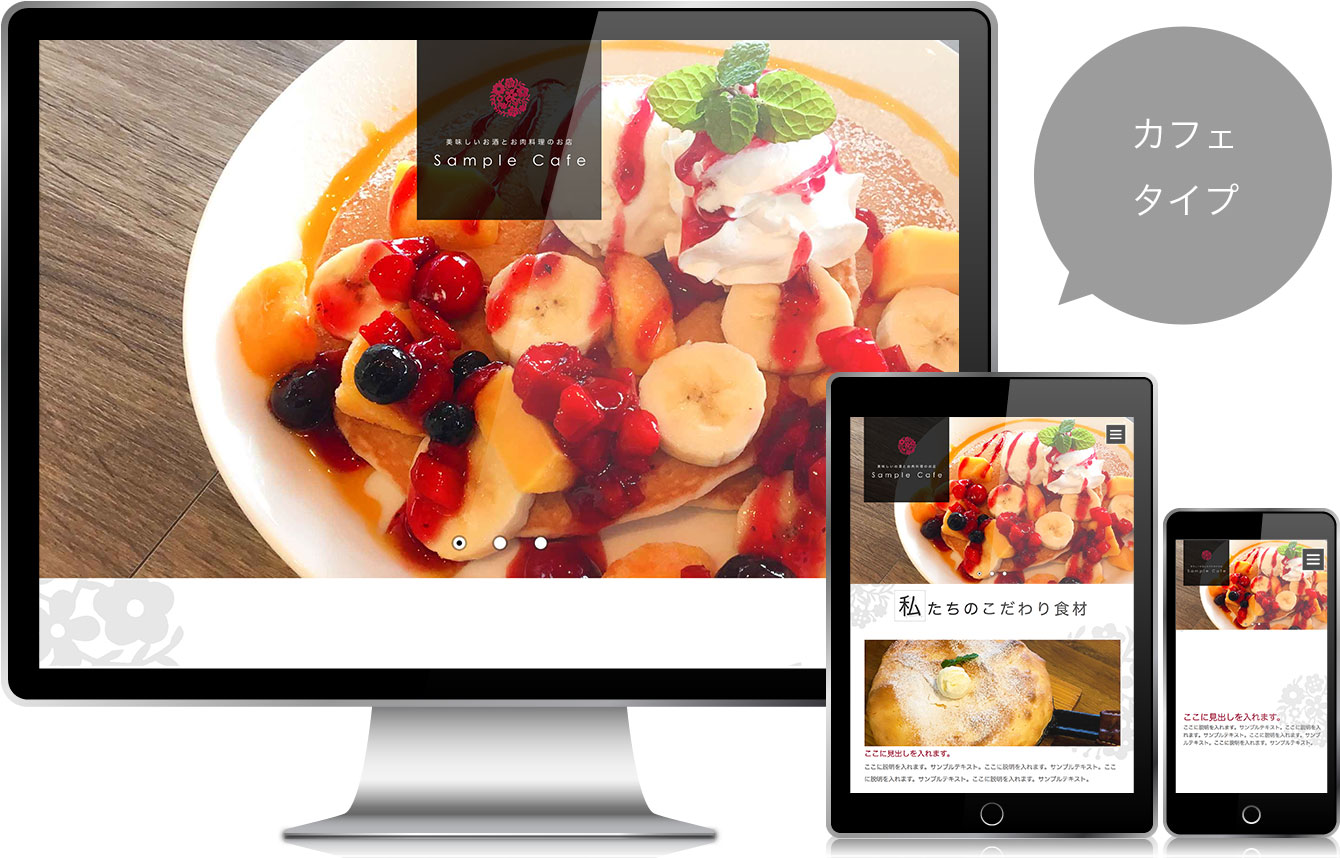 美味しいお酒とお肉料理のお店
Sample Cafe
カフェ
タイプ
美味しいお酒とお肉料理のお店
Sample Cafe
私たちのこだわり食材
ここに見出しを入れます。
ここに説明を入れます。サンプルテキスト。ここに説明を入れます。サンプルテキスト。ここ
に説明を入れます。サンプルテキスト。ここに説明を入れます。サンプルテキスト。
Sample Cafe
ここに見出しを入れます。
ここに説明を入れます。サンプルテキスト。ここに説明を入
れます。サンプルテキスト。ここに説明を入れます。サンプ
ルテキスト。ここに説明を入れます。サンプルテキスト。